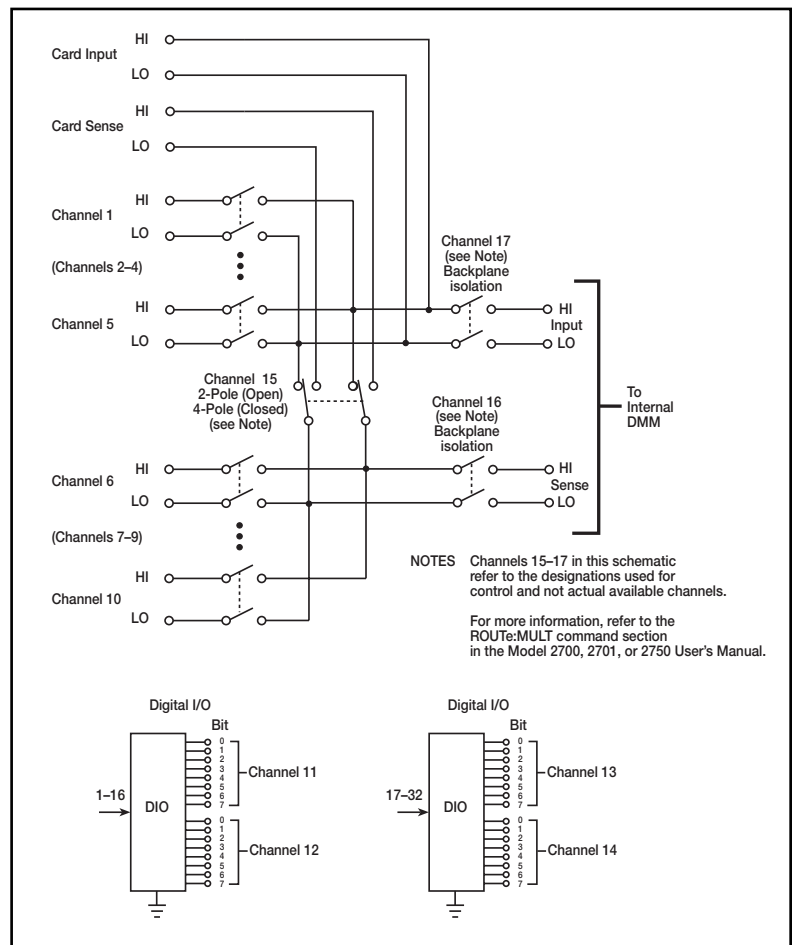 HI
Card Input
LO
HI
Card Sense
LO
HI
Channel 1
LO
(Channels 2–4)
HI
Channel 5
LO
Channel 17
(see Note)
Backplane
isolation
HI
Input
LO
Channel 15
2-Pole (Open)
4-Pole (Closed)
(see Note)
Channel 16
(see Note)
Backplane
isolation
To
Internal
DMM
HI
Channel 6
LO
HI
Sense
LO
(Channels 7–9)
HI
Channel 10
LO
NOTES Channels 15–17 in this schematic
refer to the designations used for
control and not actual available channels.
For more information, refer to the
ROUTe:MULT command section
in the Model 2700, 2701, or 2750 User's Manual.
Digital I/O
Bit
1–16
DIO
0
1
2
3
4
5
6
7
Channel 11
0
1
2
3
4
5
6
7
Channel 12
Digital I/O
Bit
17–32
DIO
0
1
2
3
4
5
6
7
Channel 13
0
1
2
3
4
5
6
7
Channel 14